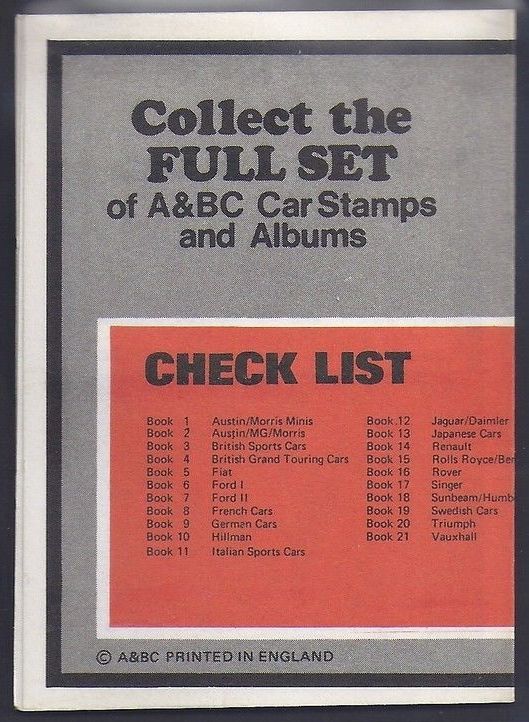 Collect the
FULL SET
of A&BC Car Stamps
and Albums
CHECK LIST
Book 1 Austin/Morris Minis
Book 2 Austin/MG/Morris
Book 3 British Sports Cars
Book 4 British Grand Touring Cars
Book 5 Fiat
Book 6 Ford I
Book 7 Ford II
Book 8 French Cars
Book 9 German Cars
Book 10 Hillman
Book 11 Italian Sports Cars
Book.12 Jaguar/Daimler
Book 13 Japanese Cars
Book 14 Renault
Book 15 Rolls Royce/Ben
Book 16 Rover
Book 17 Singer
Book 18 Sunbeam/Humb
Book 19 Swedish Cars
Book 20 Triumph
Book 21 Vauxhall
© A&BC PRINTED IN ENGLAND